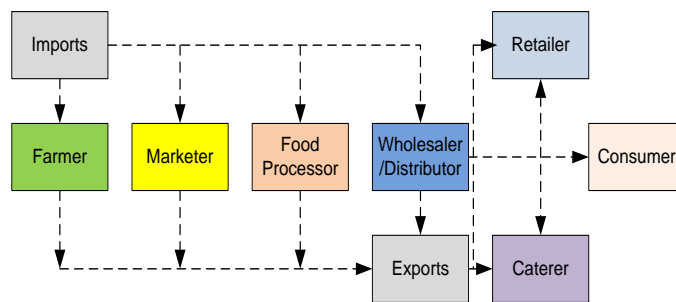 Imports
Retailer
Farmer
Marketer
Food
Processor
Wholesaler
/Distributor
Consumer
Exports
Caterer